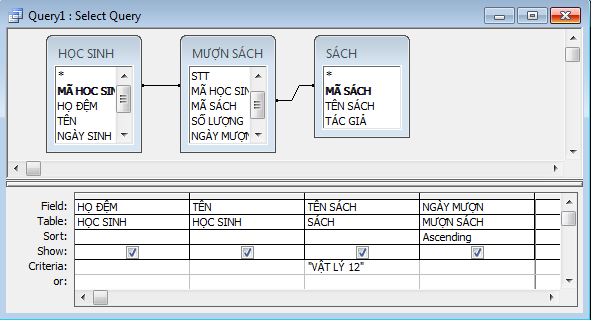 Query1 : Select Query
HỌC SINH
*
MÃ HỌC SIN
HỌ ĐỆM
TÊN
NGÀY SINH
MƯỢN SÁCH
STT
MÃ HỌC SIN
MÃ SÁCH
SỐ LƯỢNG
NGÀY MƯỢN
SÁCH
*
MÃ SÁCH
TÊN SÁCH
TÁC GIẢ
Field: HỌ ĐỆM TÊN TÊN SÁCH NGÀY MƯỢN
Table: HỌC SINH HỌC SINH SÁCH MƯỢN SÁCH
Sort: Ascending
Show:
Criteria: "VẬT LÝ 12"
or: